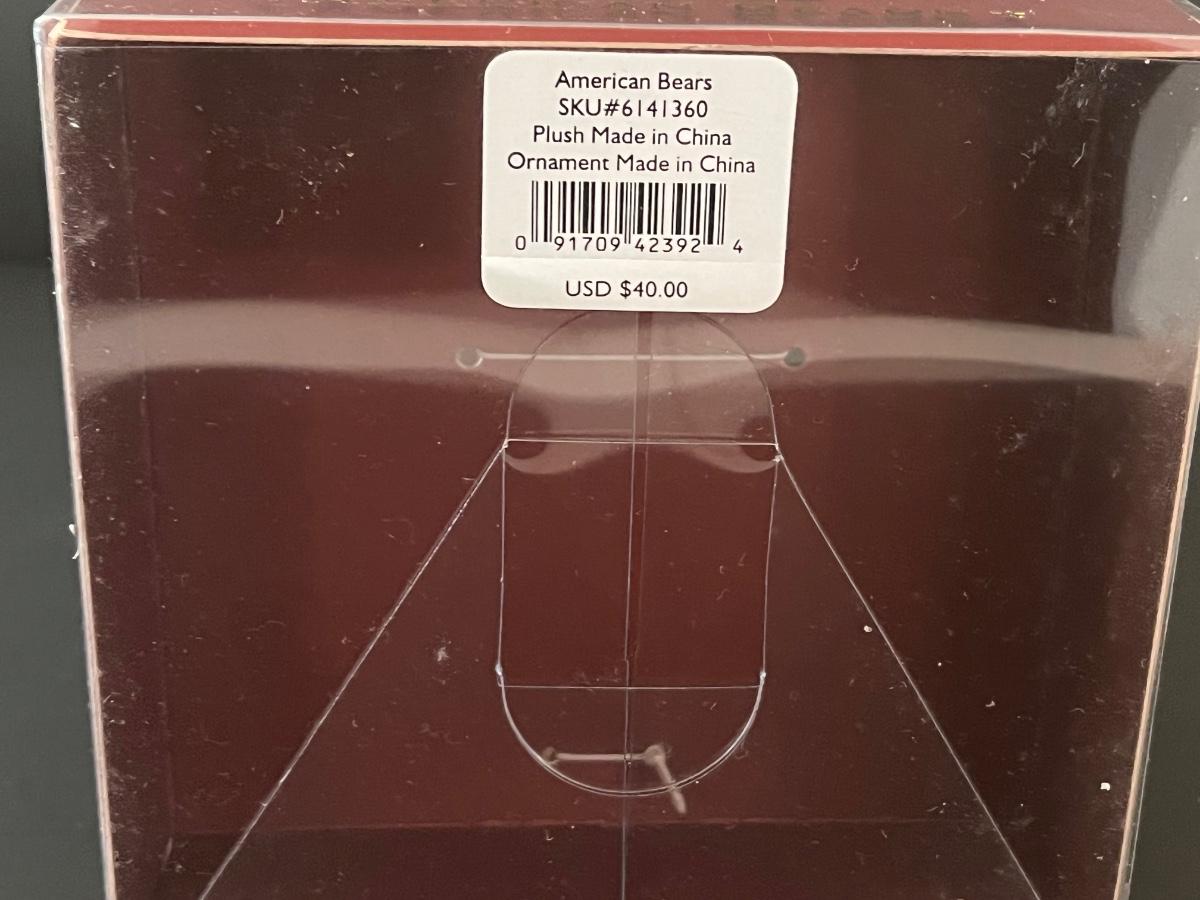 American Bears
SKU#6141360
Plush Made in China
Ornament Made in China
0 91709 42392 4
USD $40.00